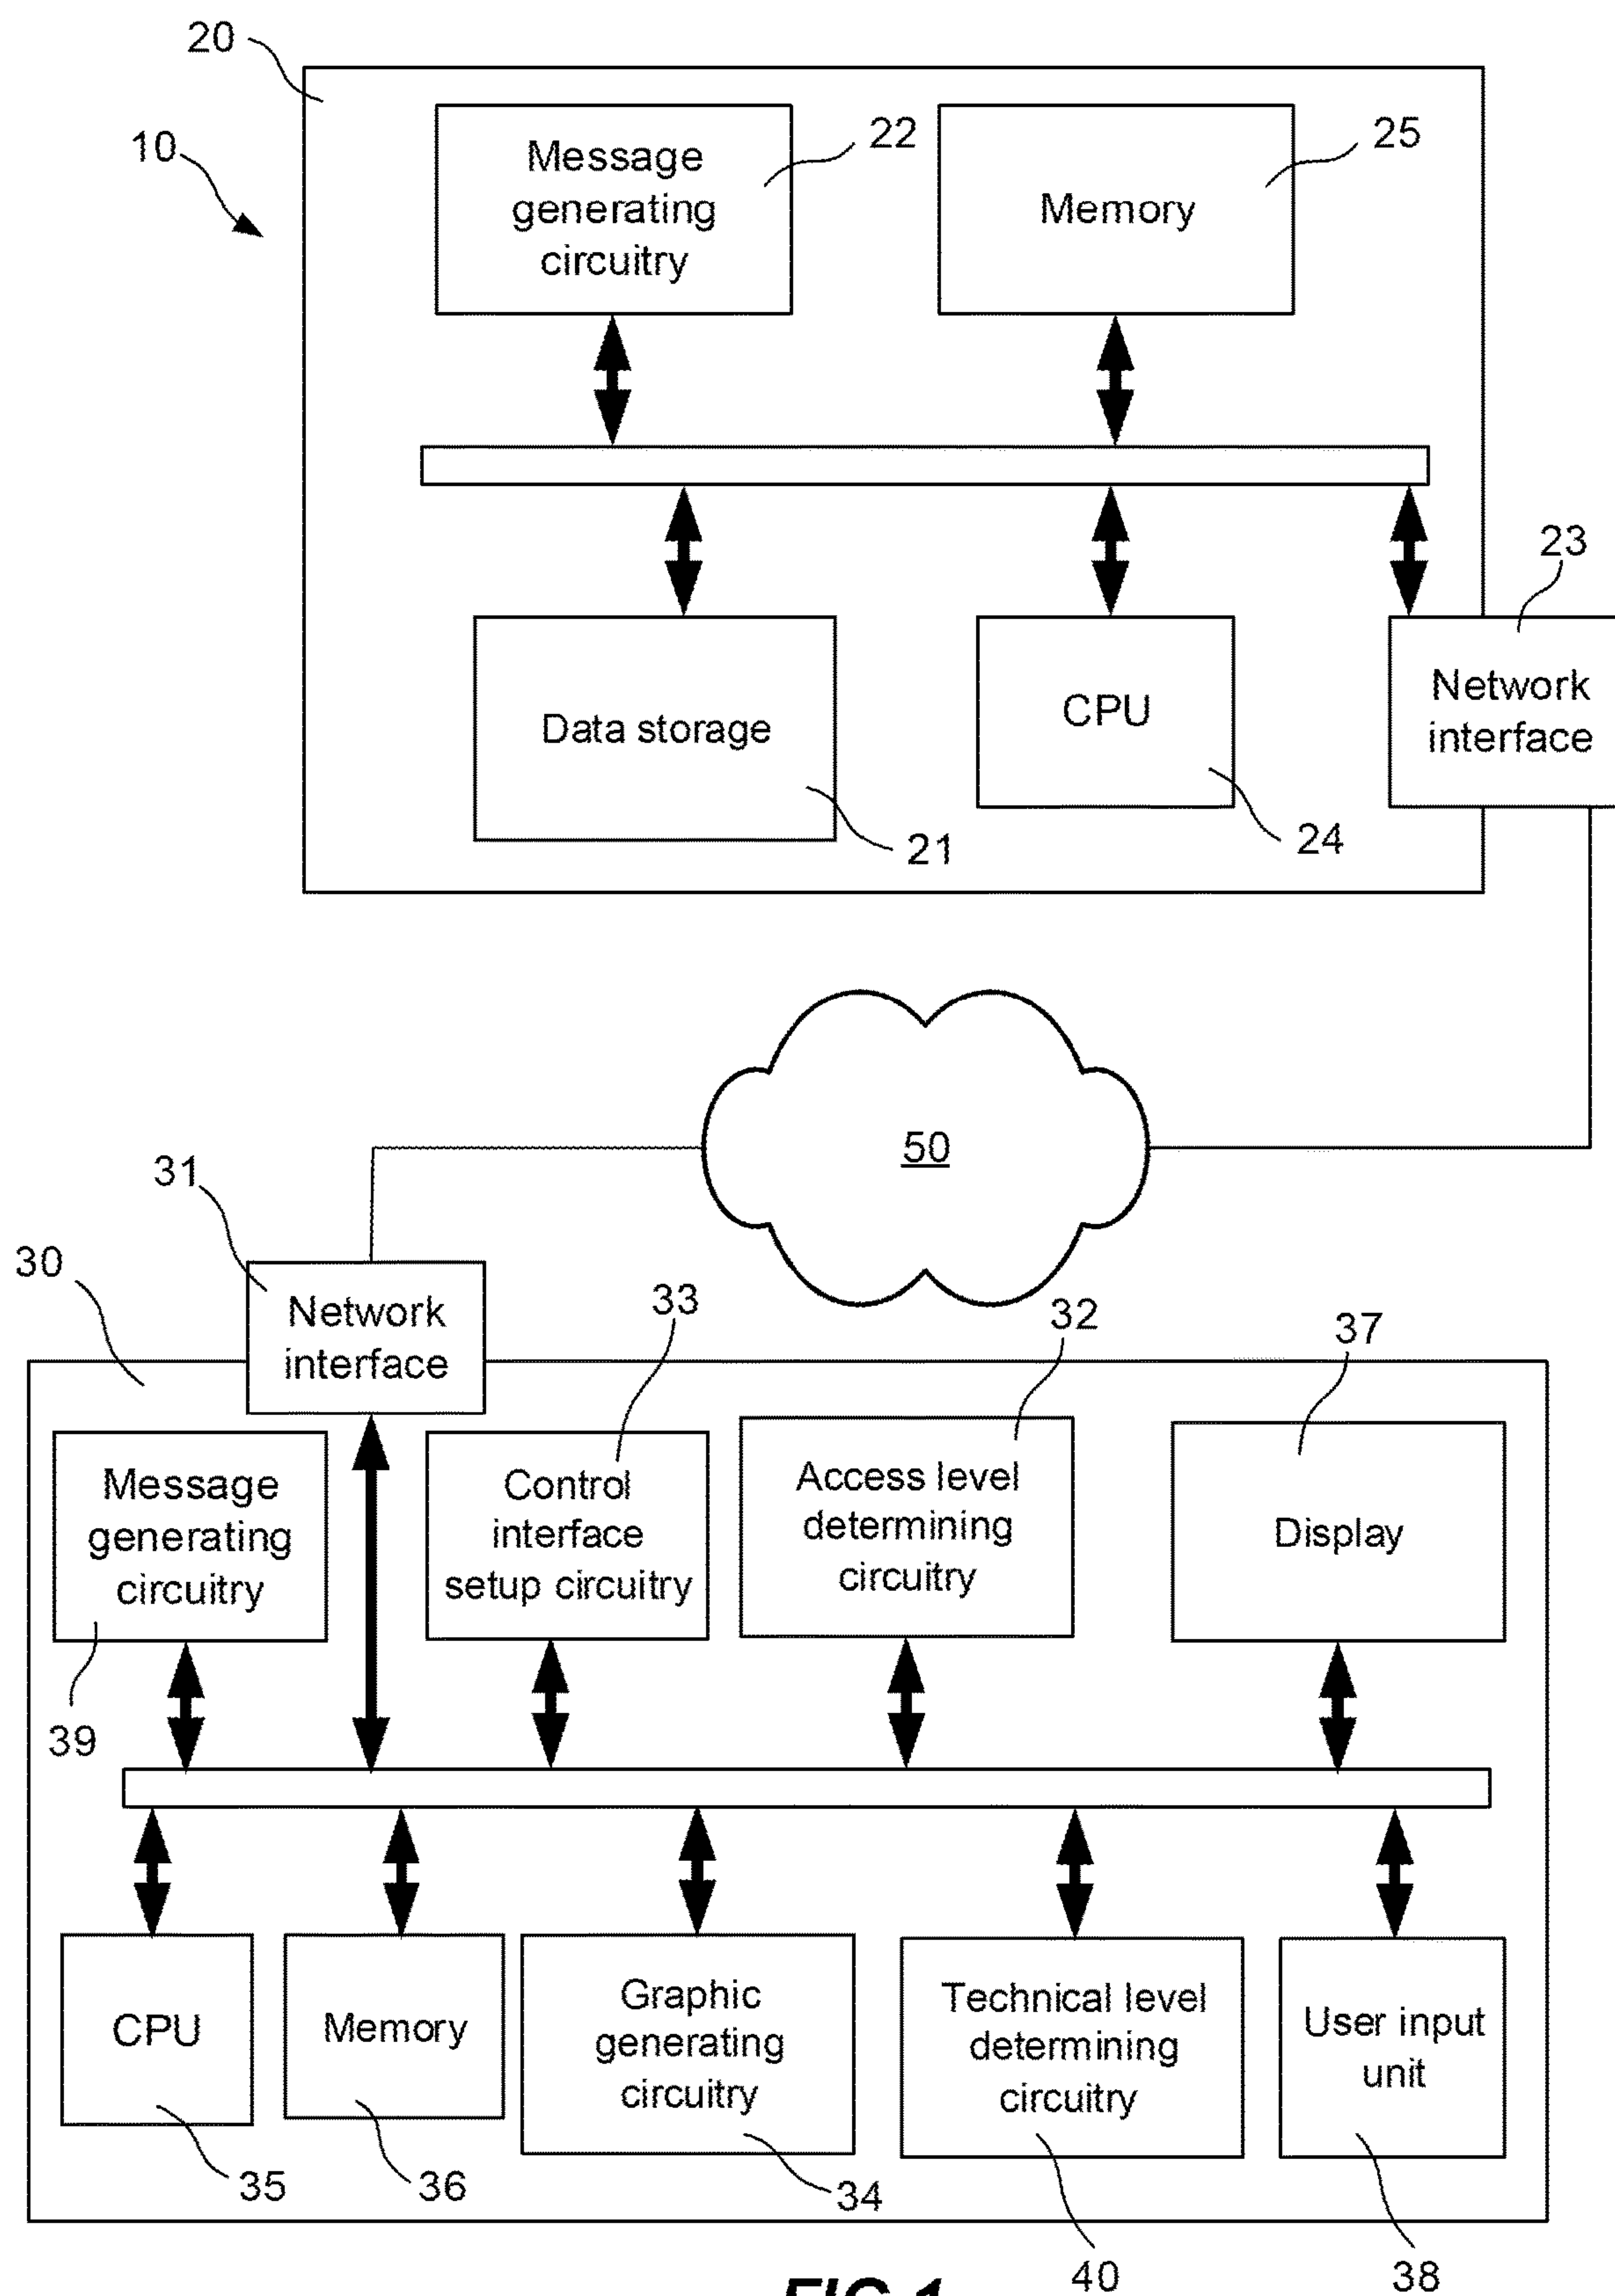 20
10
Message
generating
circuitry
22
Memory
25
23
Network
interface
Data storage
21
CPU
24
50
31
30
Network
interface
33
32
37
Message
generating
circuitry
39
Control
interface
setup circuitry
Access level
determining
circuitry
Display
CPU
35
Memory
36
Graphic
generating
circuitry
34
Technical level
determining
circuitry
40
User input
unit
38
FIG.1